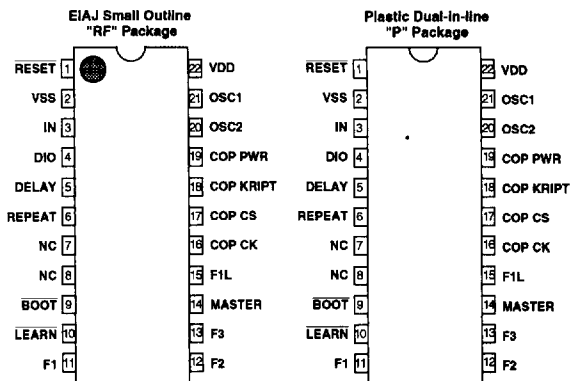 EIAJ Small Outline
"RF" Package
RESET 1 22 VDD
VSS 2 21 OSC1
IN 3 20 OSC2
DIO 4 19 COP PWR
DELAY 5 18 COP KRIPT
REPEAT 6 17 COP CS
NC 7 16 COP CK
NC 8 15 F1L
BOOT 9 14 MASTER
LEARN 10 13 F3
F1 11 12 F2
Plastic Dual-in-line
"P" Package
RESET 1 22 VDD
VSS 2 21 OSC1
IN 3 20 OSC2
DIO 4 19 COP PWR
DELAY 5 18 COP KRIPT
REPEAT 6 17 COP CS
NC 7 16 COP CK
NC 8 15 F1L
BOOT 9 14 MASTER
LEARN 10 13 F3
F1 11 12 F2